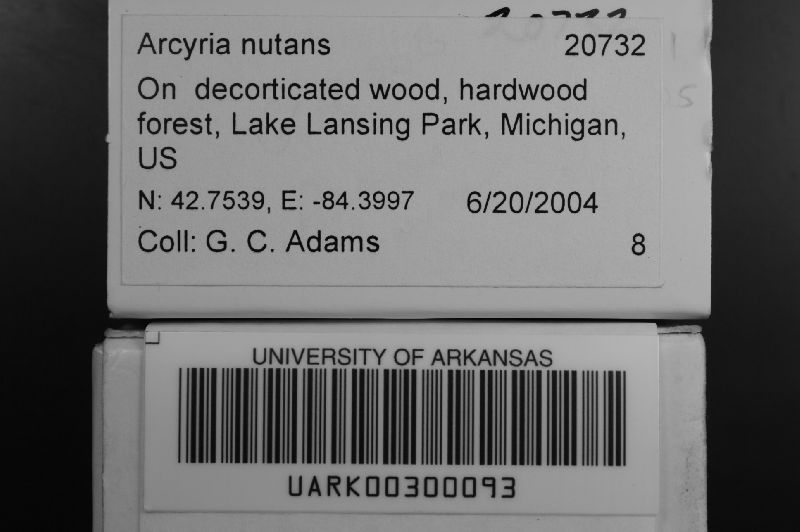 Arcyria nutans 20732
On decorticated wood, hardwood
forest, Lake Lansing Park, Michigan,
US
N: 42.7539, E: -84.3997 6/20/2004
Coll: G. C. Adams 8
UNIVERSITY OF ARKANSAS
UARK00300093